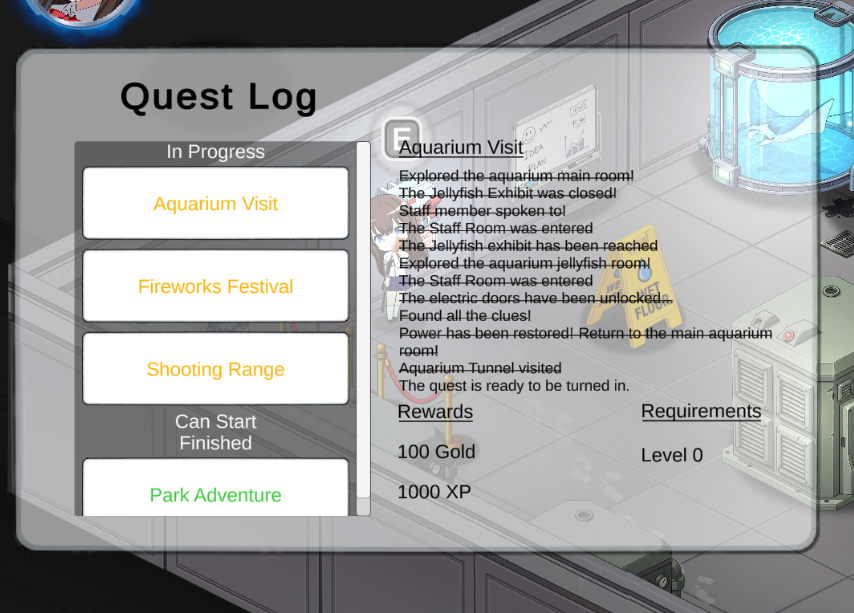 Quest Log
In Progress
Aquarium Visit
Fireworks Festival
Shooting Range
Can Start
Finished
Park Adventure
E
Aquarium Visit
Explored the aquarium main room!
The Jellyfish Exhibit was closed!
Staff member spoken to!
The Staff Room was entered
The Jellyfish exhibit has been reached
Explored the aquarium jellyfish room!
The Staff Room was entered
The electric doors have been unlocked...
Found all the clues!
Power has been restored! Return to the main aquarium
room!
Aquarium Tunnel visited
The quest is ready to be turned in.
Rewards
100 Gold
1000 XP
Requirements
Level 0
IDEA
PLAN
WET
FLOOR